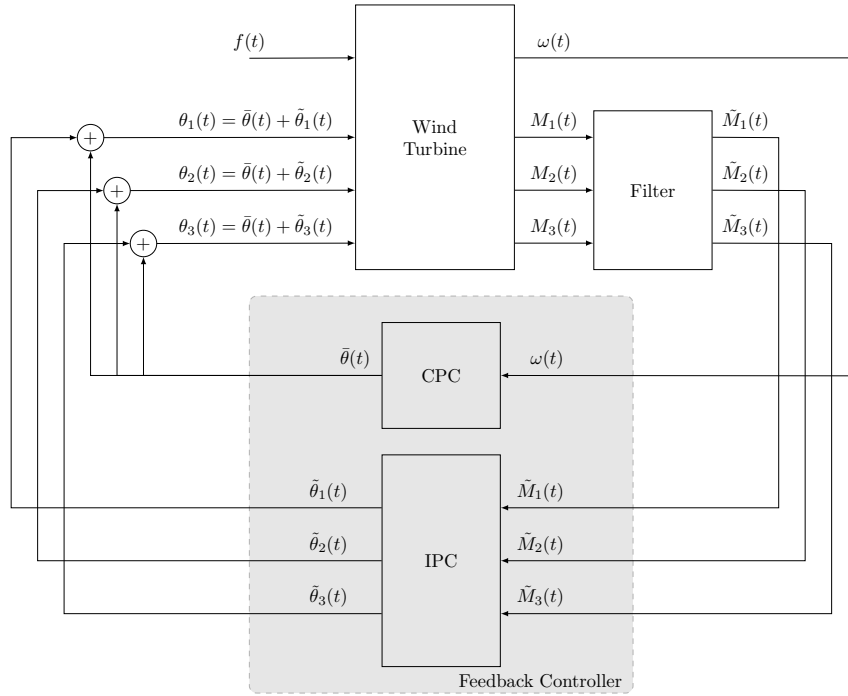 f(t)
ω(t)
θ₁(t) = θ̄(t) + θ̃₁(t)
Wind
Turbine
M₁(t)
M̃₁(t)
+
θ₂(t) = θ̄(t) + θ̃₂(t)
M₂(t)
Filter
M̃₂(t)
+
θ₃(t) = θ̄(t) + θ̃₃(t)
M₃(t)
M̃₃(t)
+
θ̄(t)
CPC
ω(t)
θ̃₁(t)
M̃₁(t)
θ̃₂(t)
IPC
M̃₂(t)
θ̃₃(t)
M̃₃(t)
Feedback Controller